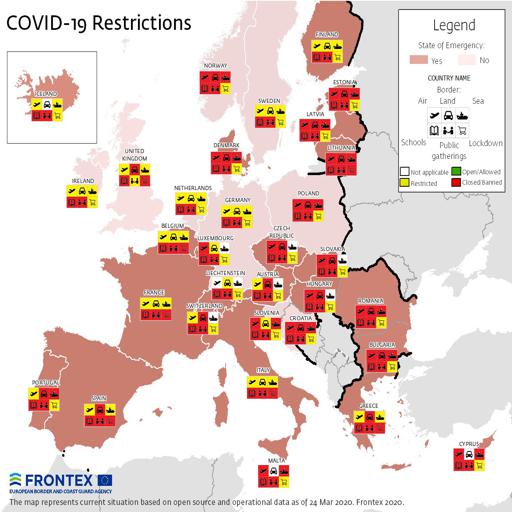 COVID-19 Restrictions
Legend
State of Emergency:
Yes
No
COUNTRY NAME
Border:
Air Land Sea
Schools Public gatherings Lockdown
Not applicable
Open/Allowed
Restricted
Closed/Banned
FINLAND
ICELAND
NORWAY
ESTONIA
SWEDEN
LATVIA
DENMARK
LITHUANIA
UNITED
KINGDOM
IRELAND
NETHERLANDS
GERMANY
POLAND
BELGIUM
LUXEMBOURG
CZECH
REPUBLIC
SLOVAKIA
LIECHTENSTEIN
AUSTRIA
HUNGARY
FRANCE
SWITZERLAND
SLOVENIA
CROATIA
ROMANIA
BULGARIA
ITALY
PORTUGAL
SPAIN
GREECE
CYPRUS
MALTA
FRONTEX
EUROPEAN BORDER AND COAST GUARD AGENCY
The map represents current situation based on open source and operational data as of 24 Mar 2020. Frontex 2020.